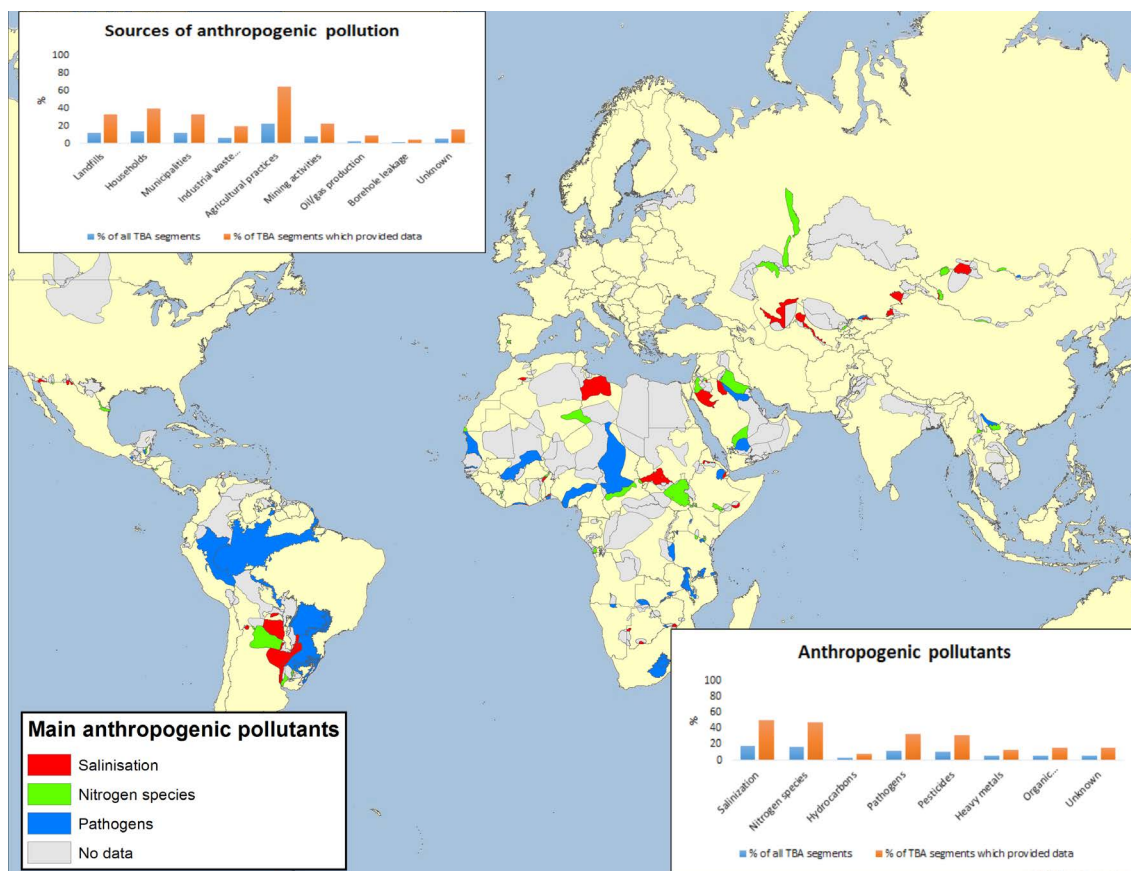 Sources of anthropogenic pollution
100
80
60
40
20
0
%
Landfills
Households
Municipalities
Industrial waste...
Agricultural practices
Mining activities
Oil/gas production
Borehole leakage
Unknown
% of all TBA segments
% of TBA segments which provided data
Main anthropogenic pollutants
Salinisation
Nitrogen species
Pathogens
No data
Anthropogenic pollutants
100
80
60
40
20
0
%
Salinization
Nitrogen species
Hydrocarbons
Pathogens
Pesticides
Heavy metals
Organic...
Unknown
% of all TBA segments
% of TBA segments which provided data